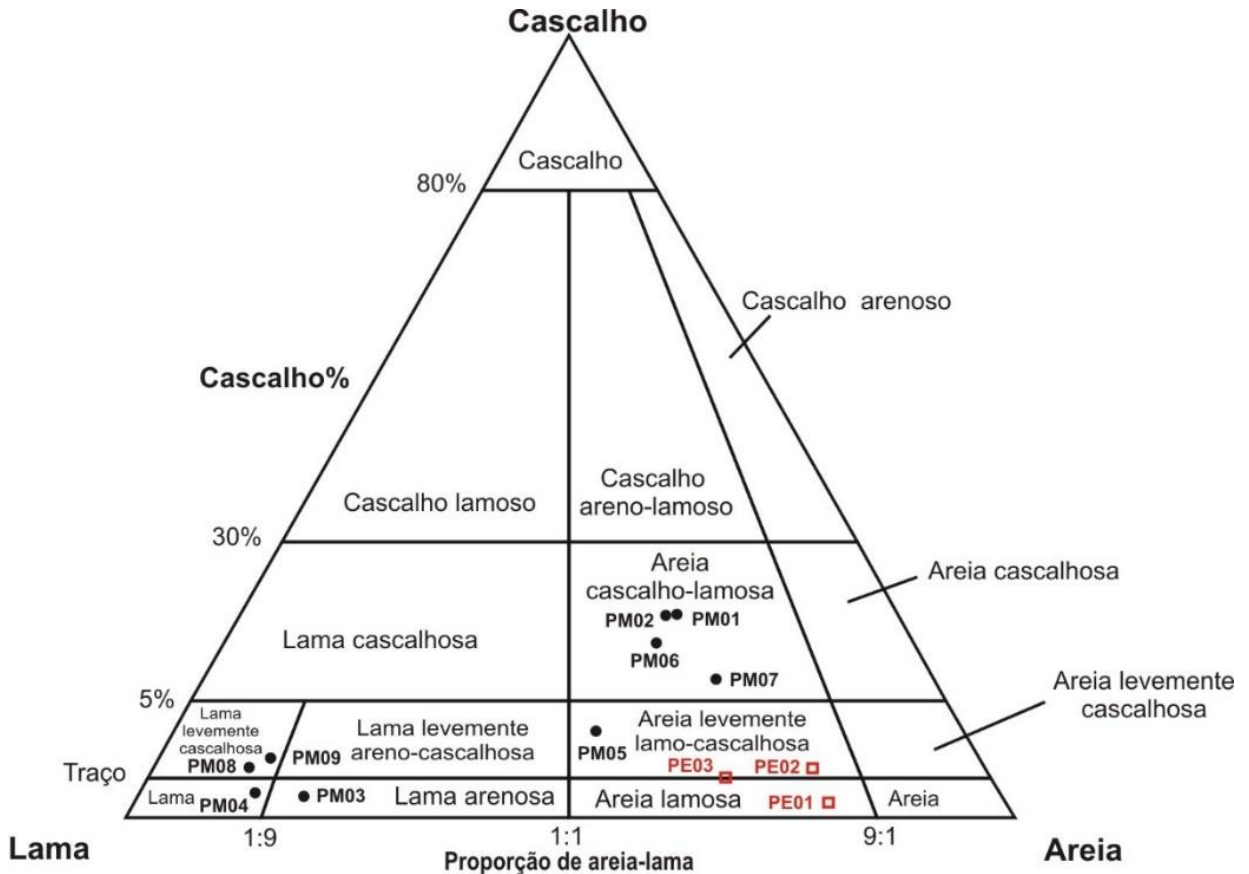 Cascalho
Cascalho
80%
Cascalho arenoso
Cascalho%
Cascalho lamoso
Cascalho
areno-lamoso
30%
Areia
cascalho-lamosa
Areia cascalhosa
PM02
PM01
Lama cascalhosa
PM06
PM07
5%
Areia levemente
cascalhosa
Lama
levemente
cascalhosa
Lama levemente
areno-cascalhosa
Areia levemente
lamo-cascalhosa
PM05
PM09
PM08
Traço
PE03
PE02
Lama
PM04
PM03
Lama arenosa
Areia lamosa
PE01
Areia
Lama
1:9
1:1
9:1
Areia
Proporção de areia-lama